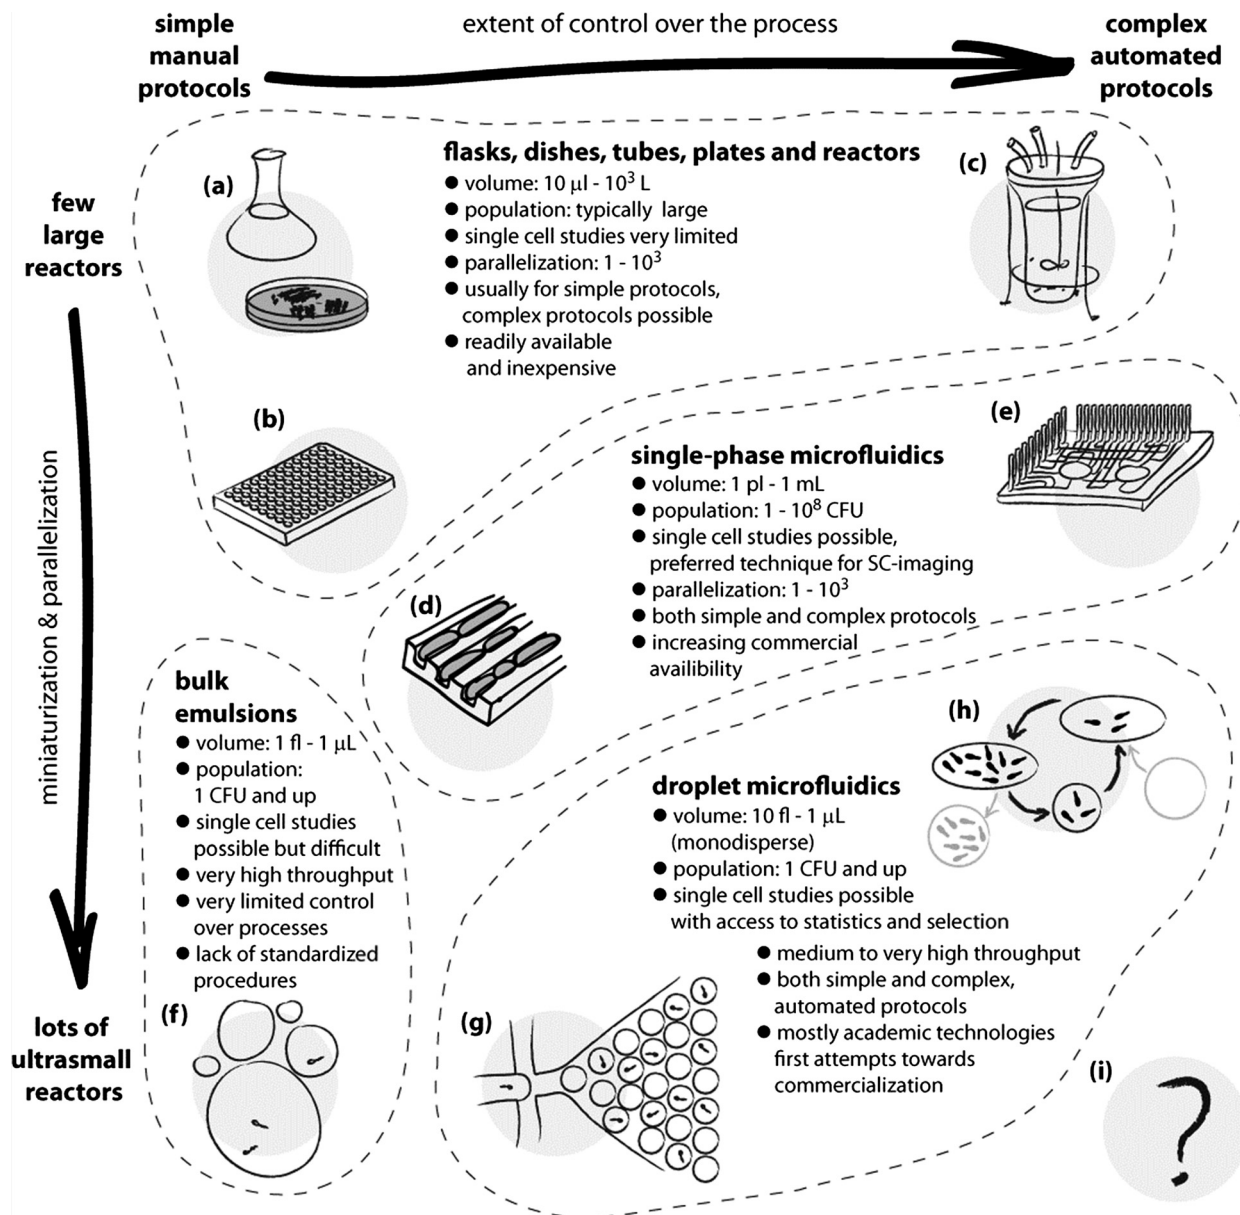 simple
manual
protocols
extent of control over the process
complex
automated
protocols
few
large
reactors
miniaturization & parallelization
lots of
ultrasmall
reactors
(a)
flasks, dishes, tubes, plates and reactors
● volume: 10 µl - 10³ L
● population: typically large
● single cell studies very limited
● parallelization: 1 - 10³
● usually for simple protocols,
complex protocols possible
● readily available
and inexpensive
(c)
(b)
(e)
single-phase microfluidics
● volume: 1 pl - 1 mL
● population: 1 - 10⁸ CFU
● single cell studies possible,
preferred technique for SC-imaging
● parallelization: 1 - 10³
● both simple and complex protocols
● increasing commercial
availibility
(d)
bulk
emulsions
● volume: 1 fl - 1 µL
● population:
1 CFU and up
● single cell studies
possible but difficult
● very high throughput
● very limited control
over processes
● lack of standardized
procedures
(f)
(h)
droplet microfluidics
● volume: 10 fl - 1 µL
(monodisperse)
● population: 1 CFU and up
● single cell studies possible
with access to statistics and selection
● medium to very high throughput
● both simple and complex,
automated protocols
● mostly academic technologies
first attempts towards
commercialization
(g)
(i)
?